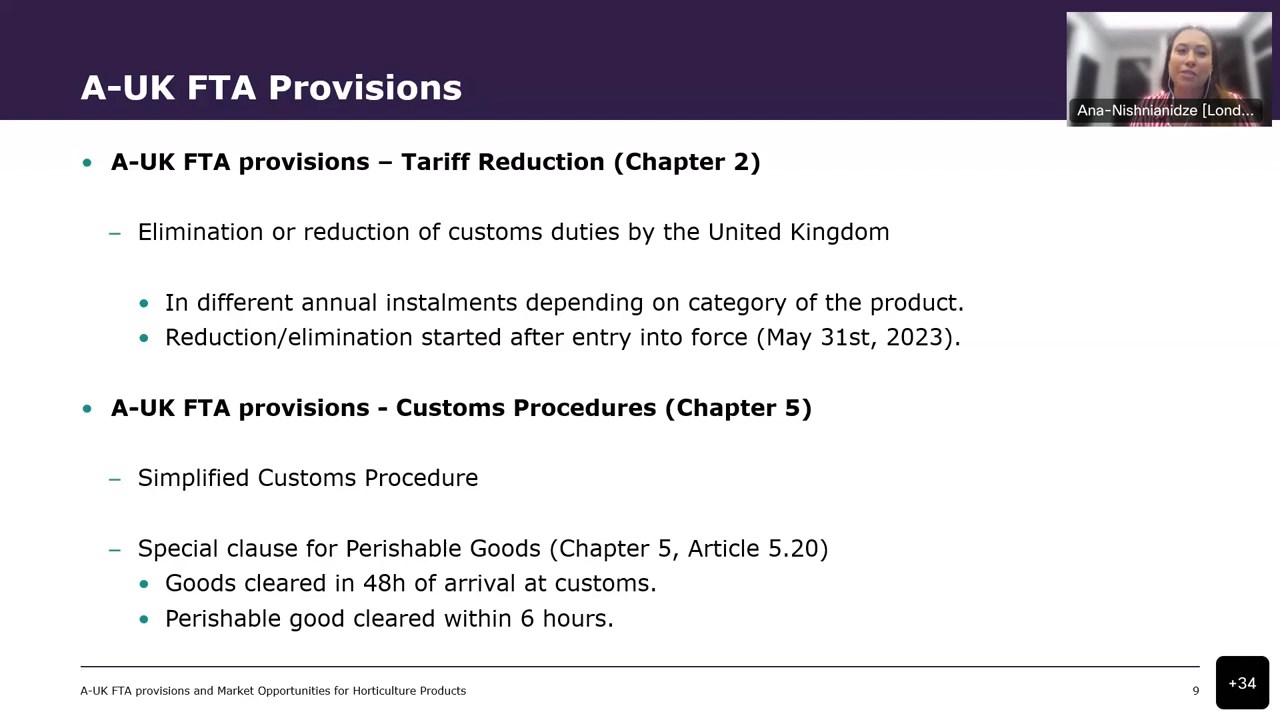 A-UK FTA Provisions
Ana-Nishnianidze [Lond...
• A-UK FTA provisions – Tariff Reduction (Chapter 2)
– Elimination or reduction of customs duties by the United Kingdom
• In different annual instalments depending on category of the product.
• Reduction/elimination started after entry into force (May 31st, 2023).
• A-UK FTA provisions - Customs Procedures (Chapter 5)
– Simplified Customs Procedure
– Special clause for Perishable Goods (Chapter 5, Article 5.20)
• Goods cleared in 48h of arrival at customs.
• Perishable good cleared within 6 hours.
A-UK FTA provisions and Market Opportunities for Horticulture Products
9
+34